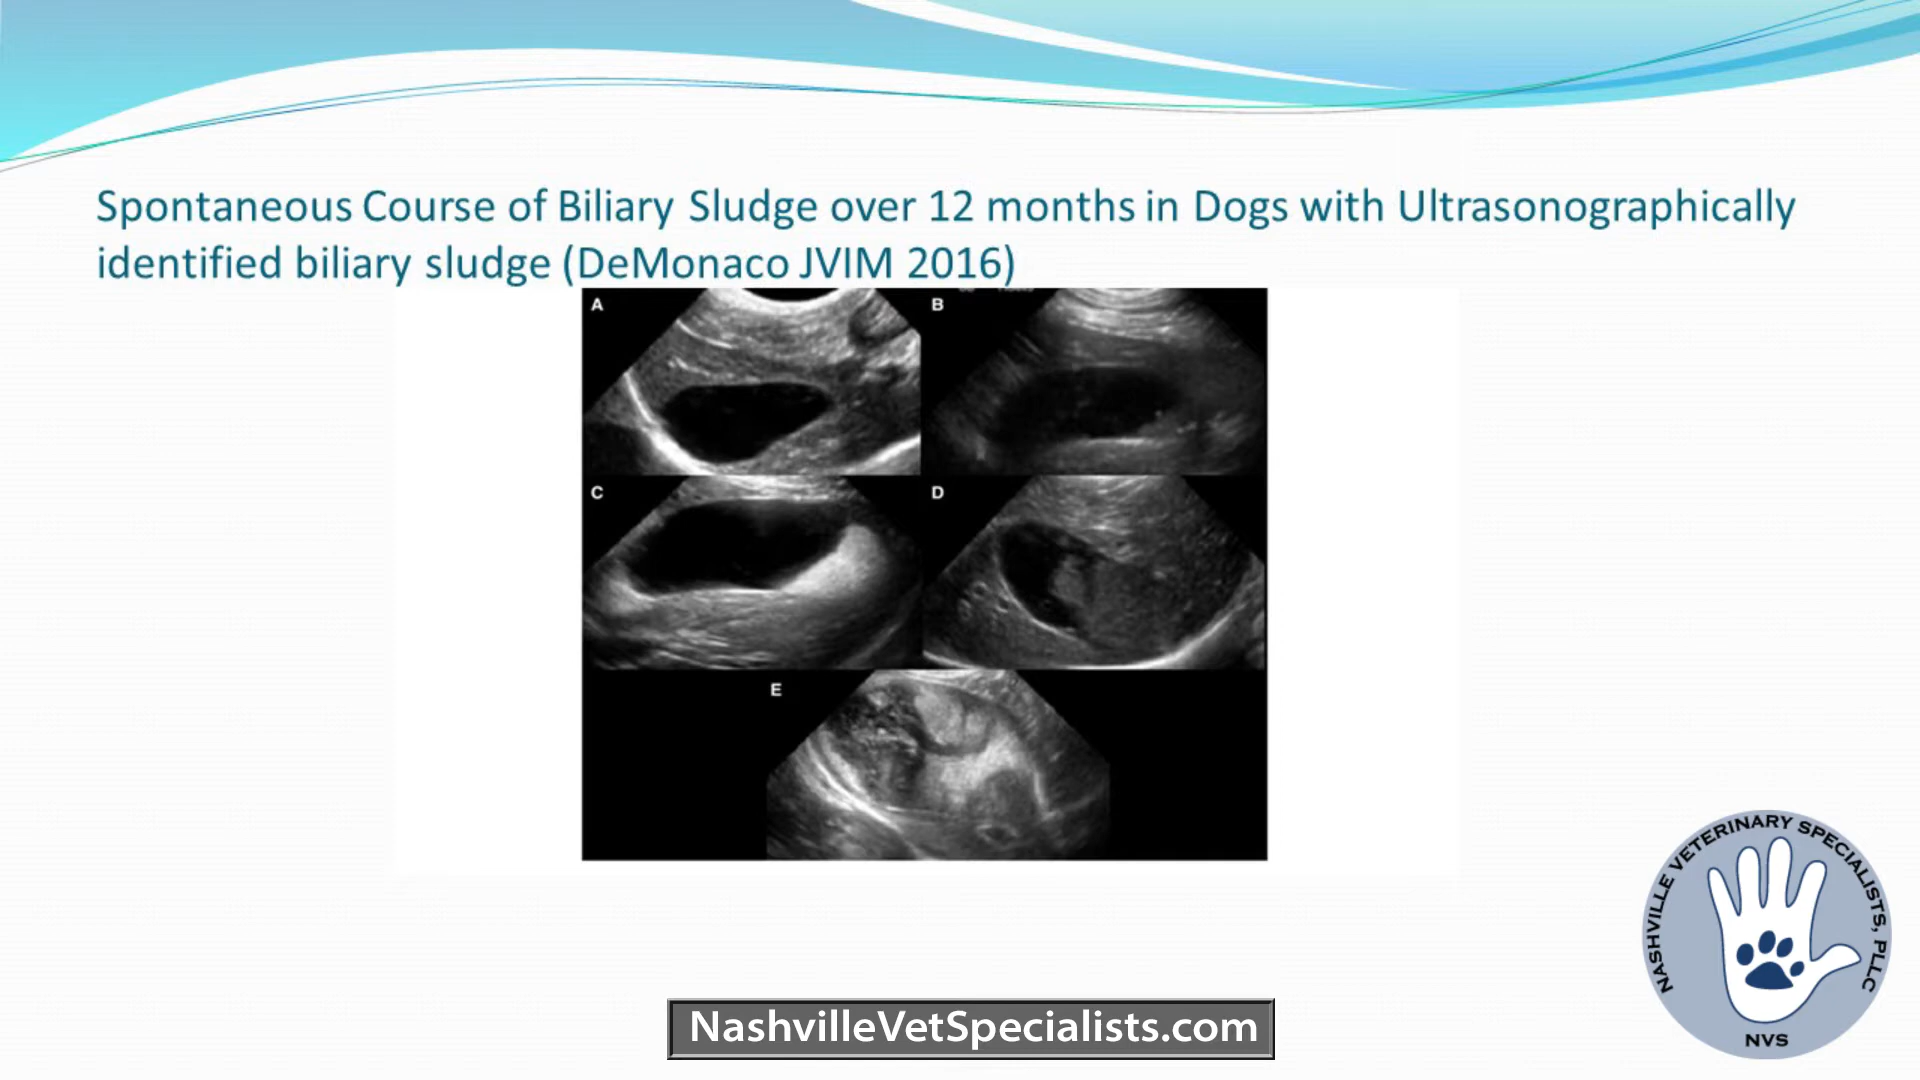 Spontaneous Course of Biliary Sludge over 12 months in Dogs with Ultrasonographically
identified biliary sludge (DeMonaco JVIM 2016)
A
B
C
D
E
NASHVILLE VETERINARY SPECIALISTS, PLLC
NVS
NashvilleVetSpecialists.com